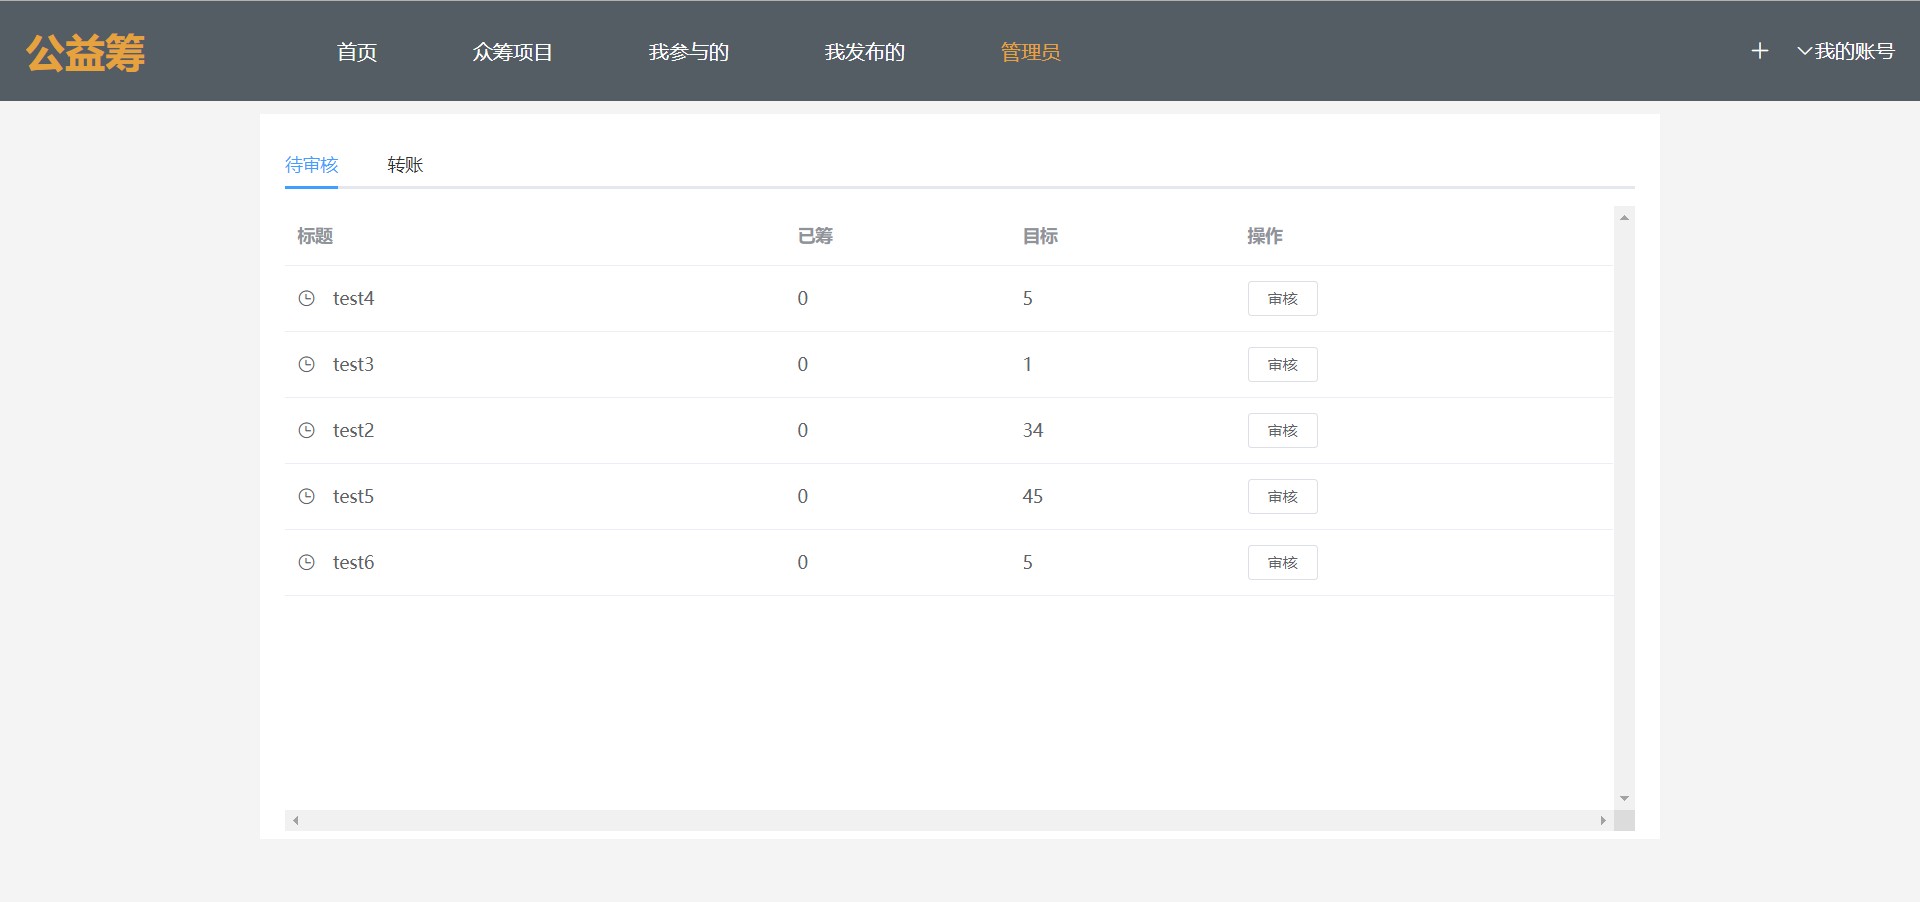 公益筹 首页 众筹项目 我参与的 我发布的 管理员 我的账号
待审核 转账
标题 已筹 目标 操作
test4 0 5 审核
test3 0 1 审核
test2 0 34 审核
test5 0 45 审核
test6 0 5 审核